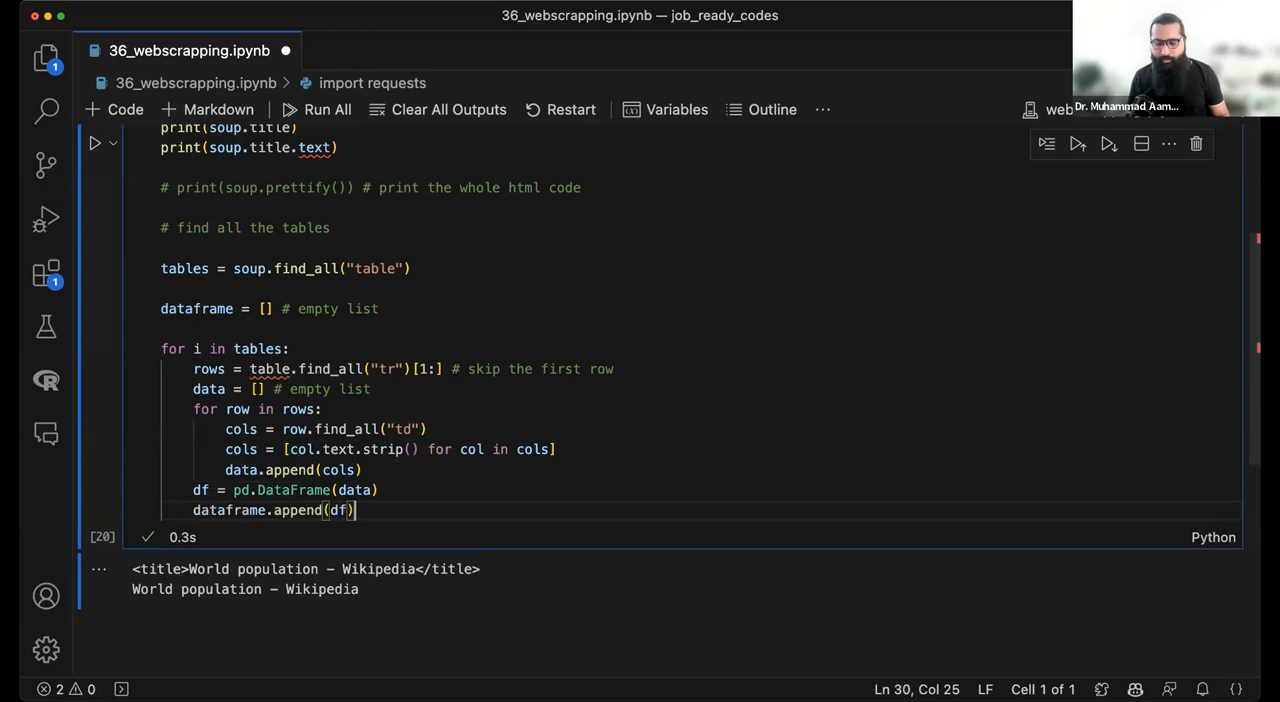 36_webscrapping.ipynb — job_ready_codes
36_webscrapping.ipynb
36_webscrapping.ipynb > import requests
+ Code + Markdown Run All Clear All Outputs Restart Variables Outline ...
web
Dr. Muhammad Aam...
print(soup.title)
print(soup.title.text)
# print(soup.prettify()) # print the whole html code
# find all the tables
tables = soup.find_all("table")
dataframe = [] # empty list
for i in tables:
rows = table.find_all("tr")[1:] # skip the first row
data = [] # empty list
for row in rows:
cols = row.find_all("td")
cols = [col.text.strip() for col in cols]
data.append(cols)
df = pd.DataFrame(data)
dataframe.append(df)
[20] 0.3s Python
... <title>World population - Wikipedia</title>
World population - Wikipedia
1
1
2 0 Ln 30, Col 25 LF Cell 1 of 1